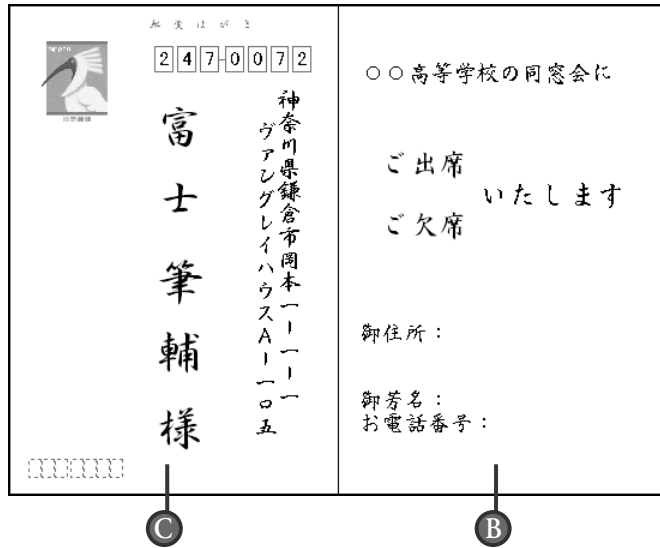 郵便はがき
247-0072
神奈川県鎌倉市岡本一ー一ー一
ヴァングレイハウスAー一〇五
富士筆輔様
○○高等学校の同窓会に
ご出席
いたします
ご欠席
御住所：
御芳名：
お電話番号：
C
B